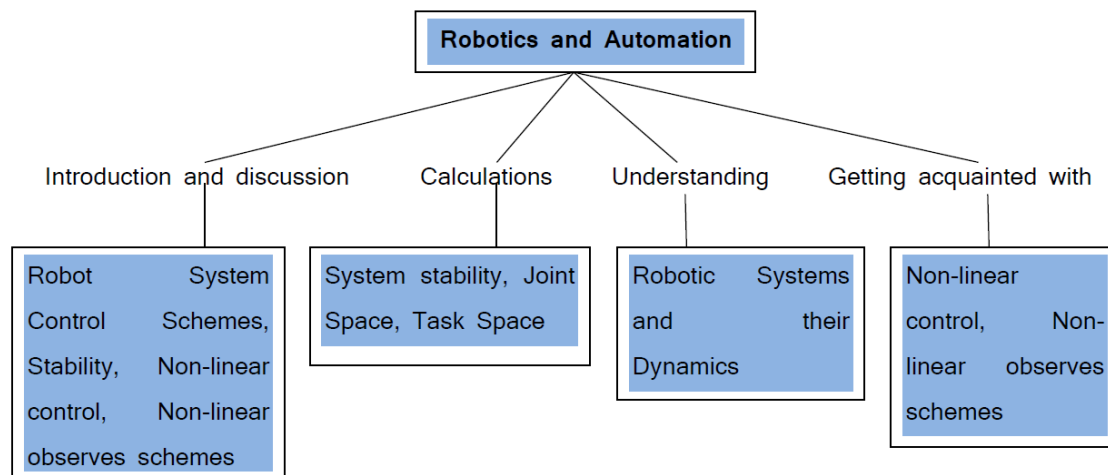 Robotics and Automation
Introduction and discussion
Calculations
Understanding
Getting acquainted with
Robot System
Control Schemes,
Stability, Non-linear
control, Non-linear
observes schemes
System stability, Joint
Space, Task Space
Robotic Systems
and their
Dynamics
Non-linear
control, Non-
linear observes
schemes